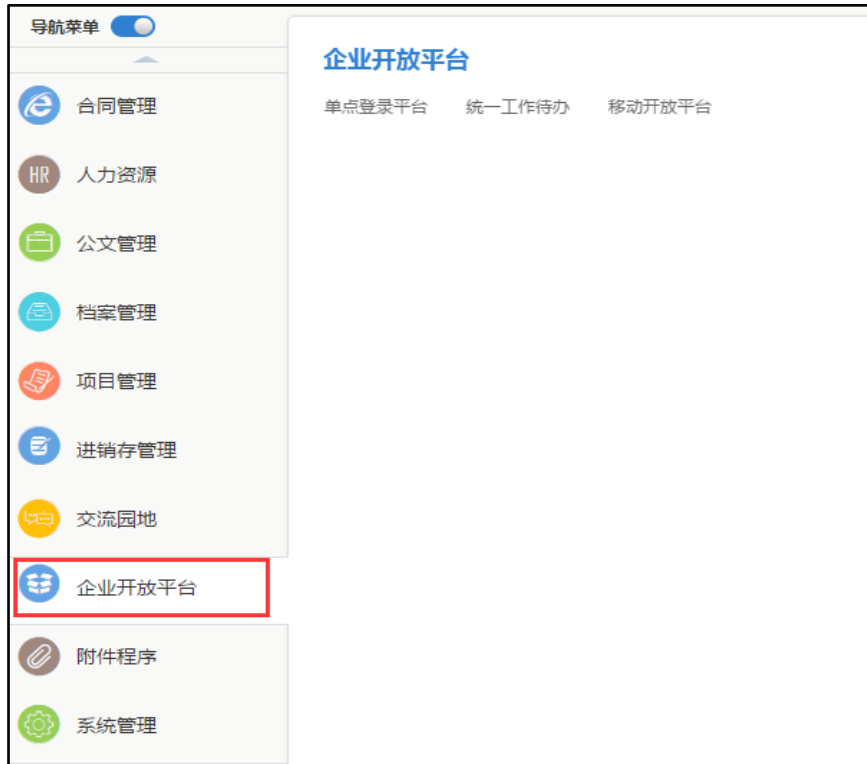 导航菜单
企业开放平台
单点登录平台 统一工作待办 移动开放平台
合同管理
HR 人力资源
公文管理
档案管理
项目管理
进销存管理
交流园地
企业开放平台
附件程序
系统管理